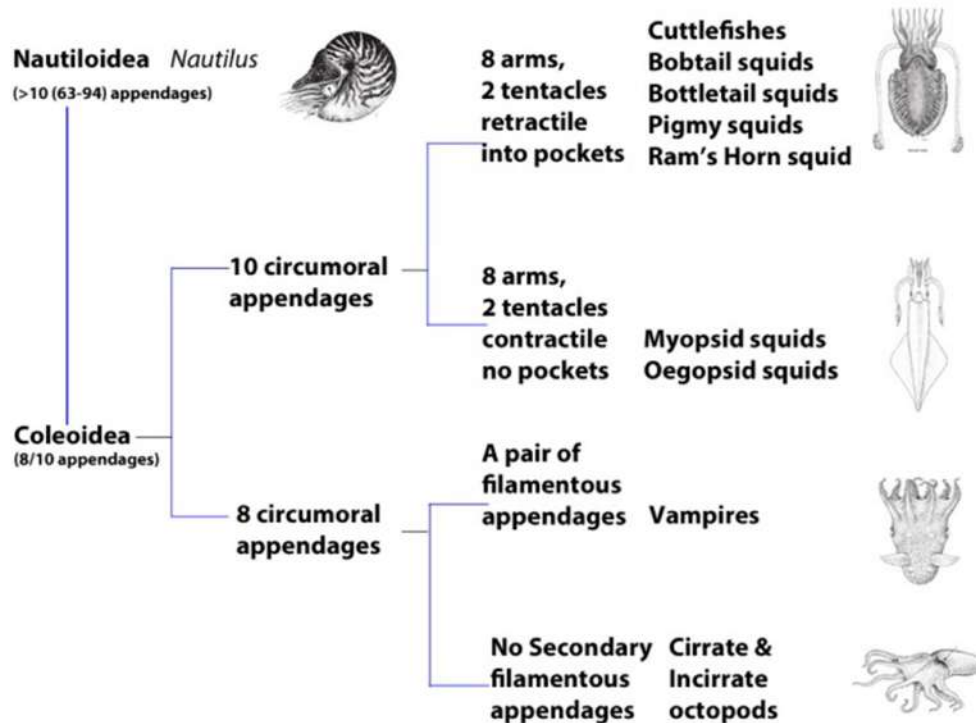 Nautiloidea Nautilus
(>10 (63-94) appendages)
8 arms,
2 tentacles
retractile
into pockets
Cuttlefishes
Bobtail squids
Bottletail squids
Pigmy squids
Ram's Horn squid
10 circumoral
appendages
8 arms,
2 tentacles
contractile
no pockets
Myopsid squids
Oegopsid squids
Coleoidea
(8/10 appendages)
8 circumoral
appendages
A pair of
filamentous
appendages
Vampires
No Secondary
filamentous
appendages
Cirrate &
Incirrate
octopods